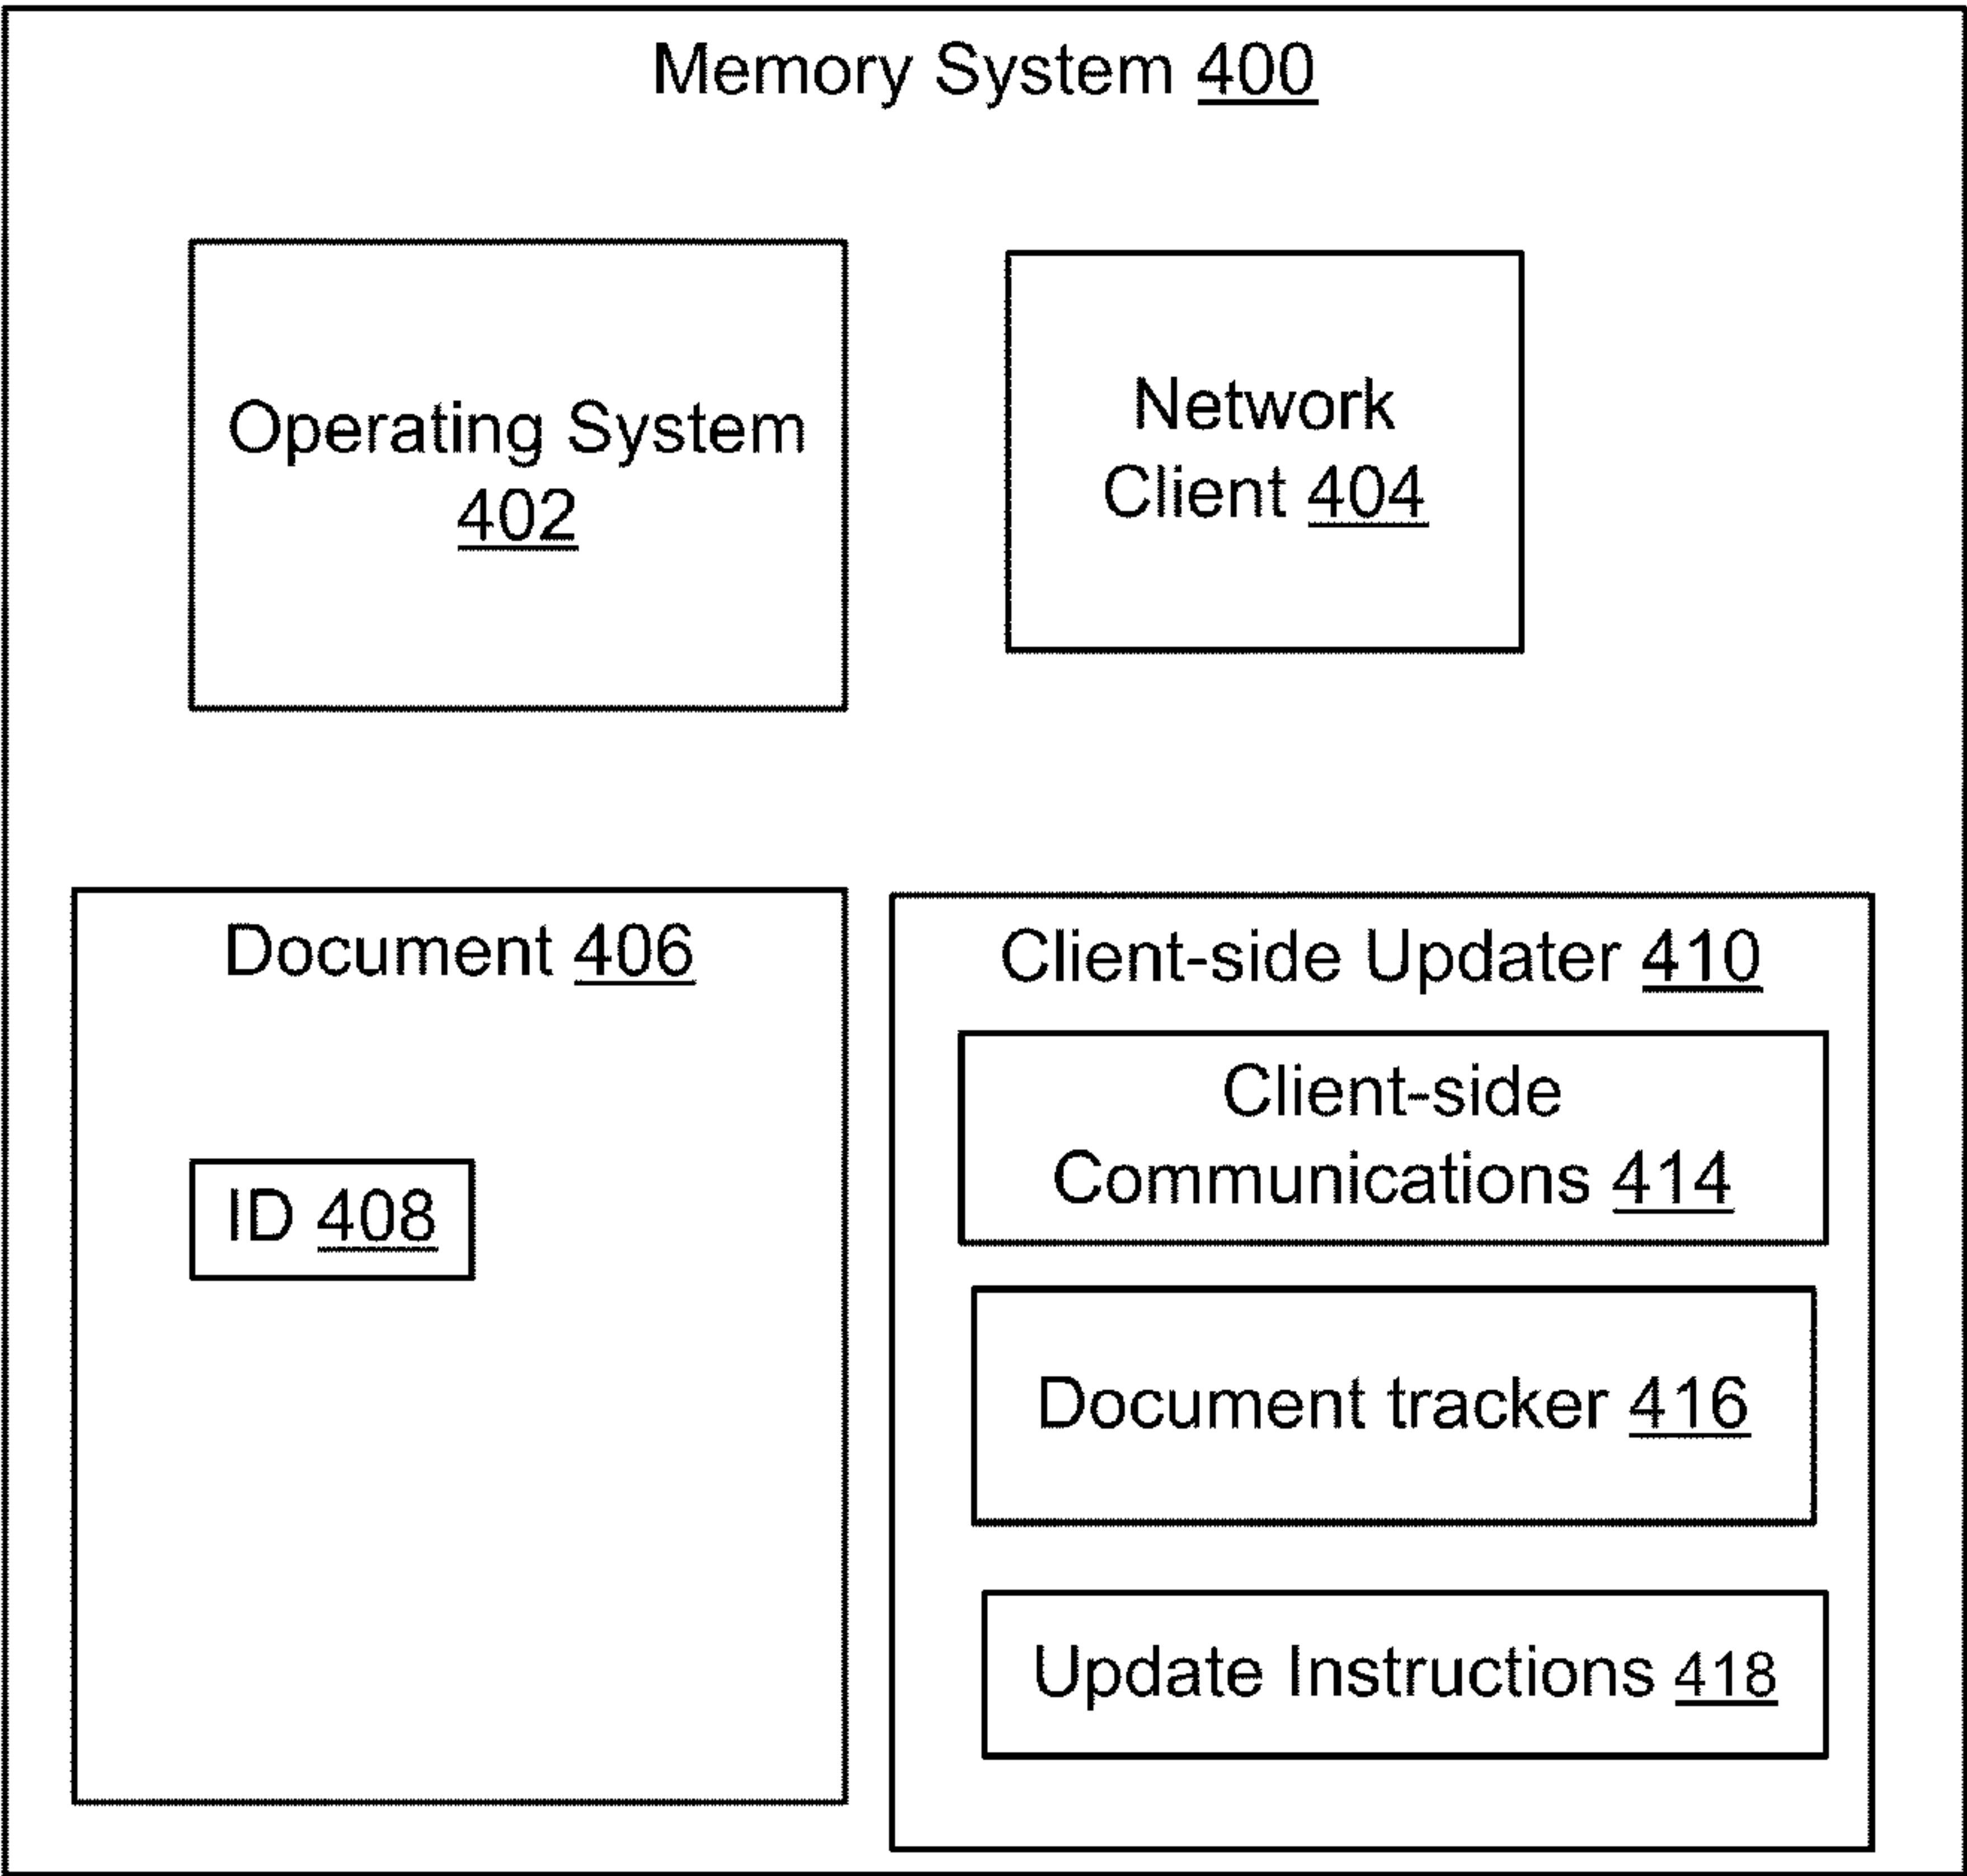 Memory System 400
Operating System
402
Network
Client 404
Document 406
ID 408
Client-side Updater 410
Client-side
Communications 414
Document tracker 416
Update Instructions 418